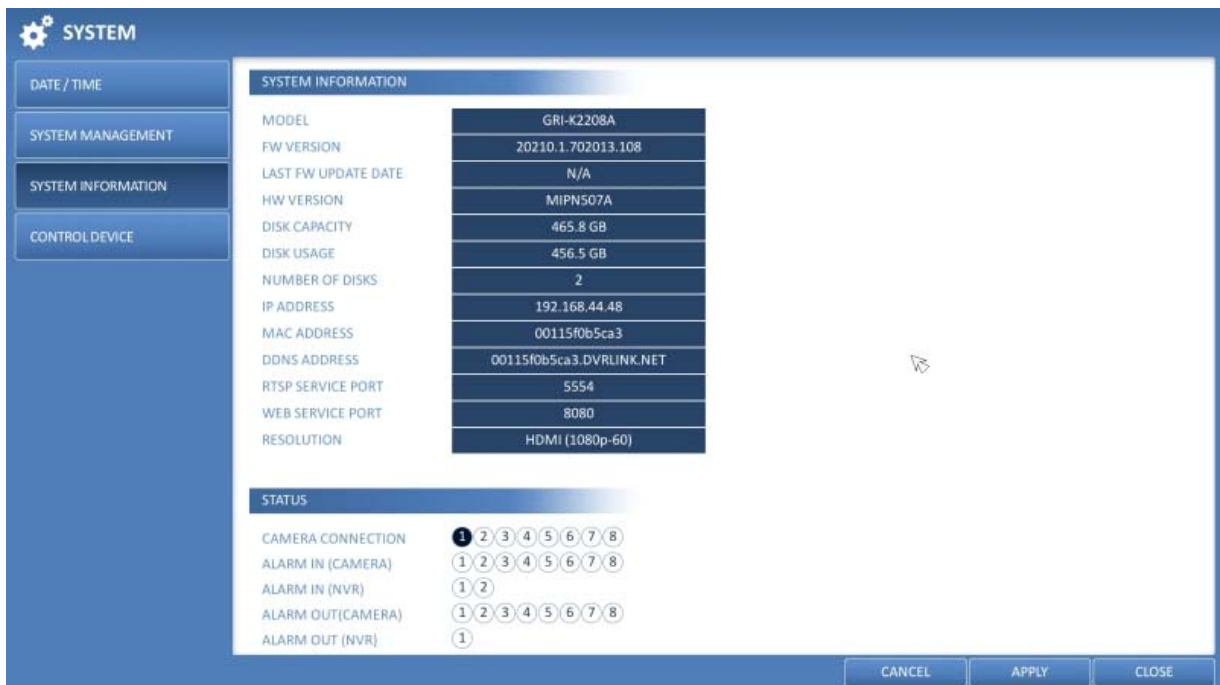 SYSTEM
DATE / TIME
SYSTEM MANAGEMENT
SYSTEM INFORMATION
CONTROL DEVICE
SYSTEM INFORMATION
MODEL GRI-K2208A
FW VERSION 20210.1.702013.108
LAST FW UPDATE DATE N/A
HW VERSION MIPN507A
DISK CAPACITY 465.8 GB
DISK USAGE 456.5 GB
NUMBER OF DISKS 2
IP ADDRESS 192.168.44.48
MAC ADDRESS 00115f0b5ca3
DDNS ADDRESS 00115f0b5ca3.DVRLINK.NET
RTSP SERVICE PORT 5554
WEB SERVICE PORT 8080
RESOLUTION HDMI (1080p-60)
STATUS
CAMERA CONNECTION 1 2 3 4 5 6 7 8
ALARM IN (CAMERA) 1 2 3 4 5 6 7 8
ALARM IN (NVR) 1 2
ALARM OUT(CAMERA) 1 2 3 4 5 6 7 8
ALARM OUT (NVR) 1
CANCEL APPLY CLOSE